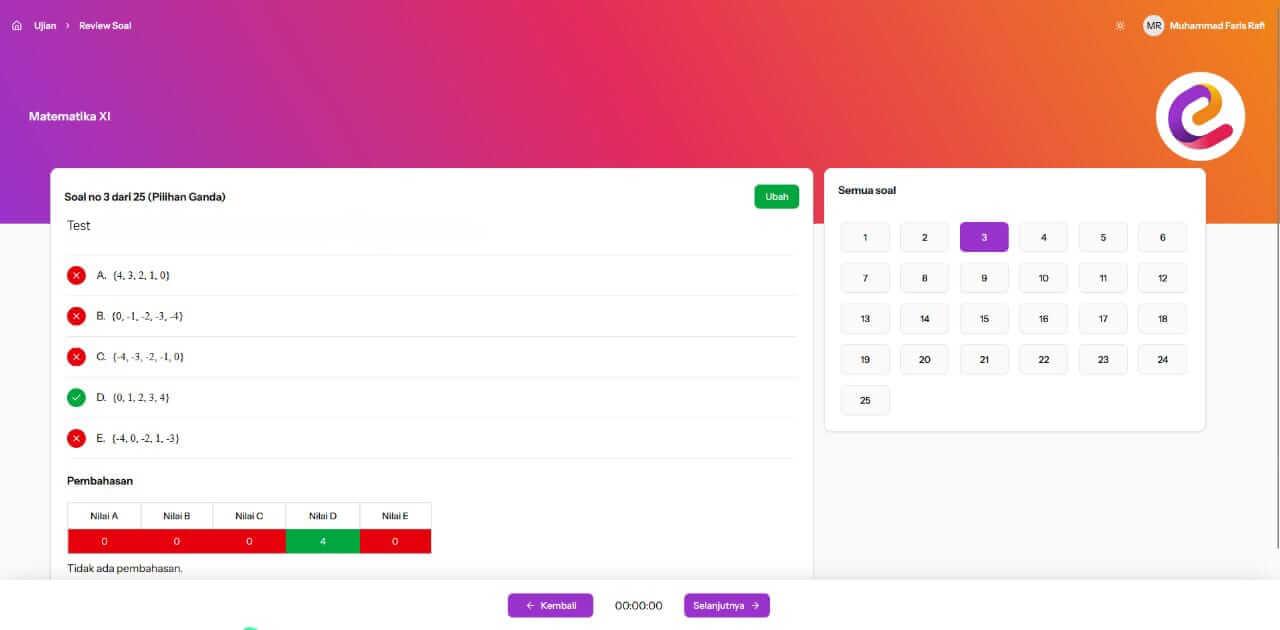 Ujian > Review Soal
MR Muhammad Faris Rafi
Matematika XI
Soal no 3 dari 25 (Pilihan Ganda)
Ubah
Test
A. {4, 3, 2, 1, 0}
B. {0, -1, -2, -3, -4}
C. {-4, -3, -2, -1, 0}
D. {0, 1, 2, 3, 4}
E. {-4, 0, -2, 1, -3}
Pembahasan
Nilai A Nilai B Nilai C Nilai D Nilai E
0 0 0 4 0
Tidak ada pembahasan.
Semua soal
1 2 3 4 5 6
7 8 9 10 11 12
13 14 15 16 17 18
19 20 21 22 23 24
25
← Kembali 00:00:00 Selanjutnya →